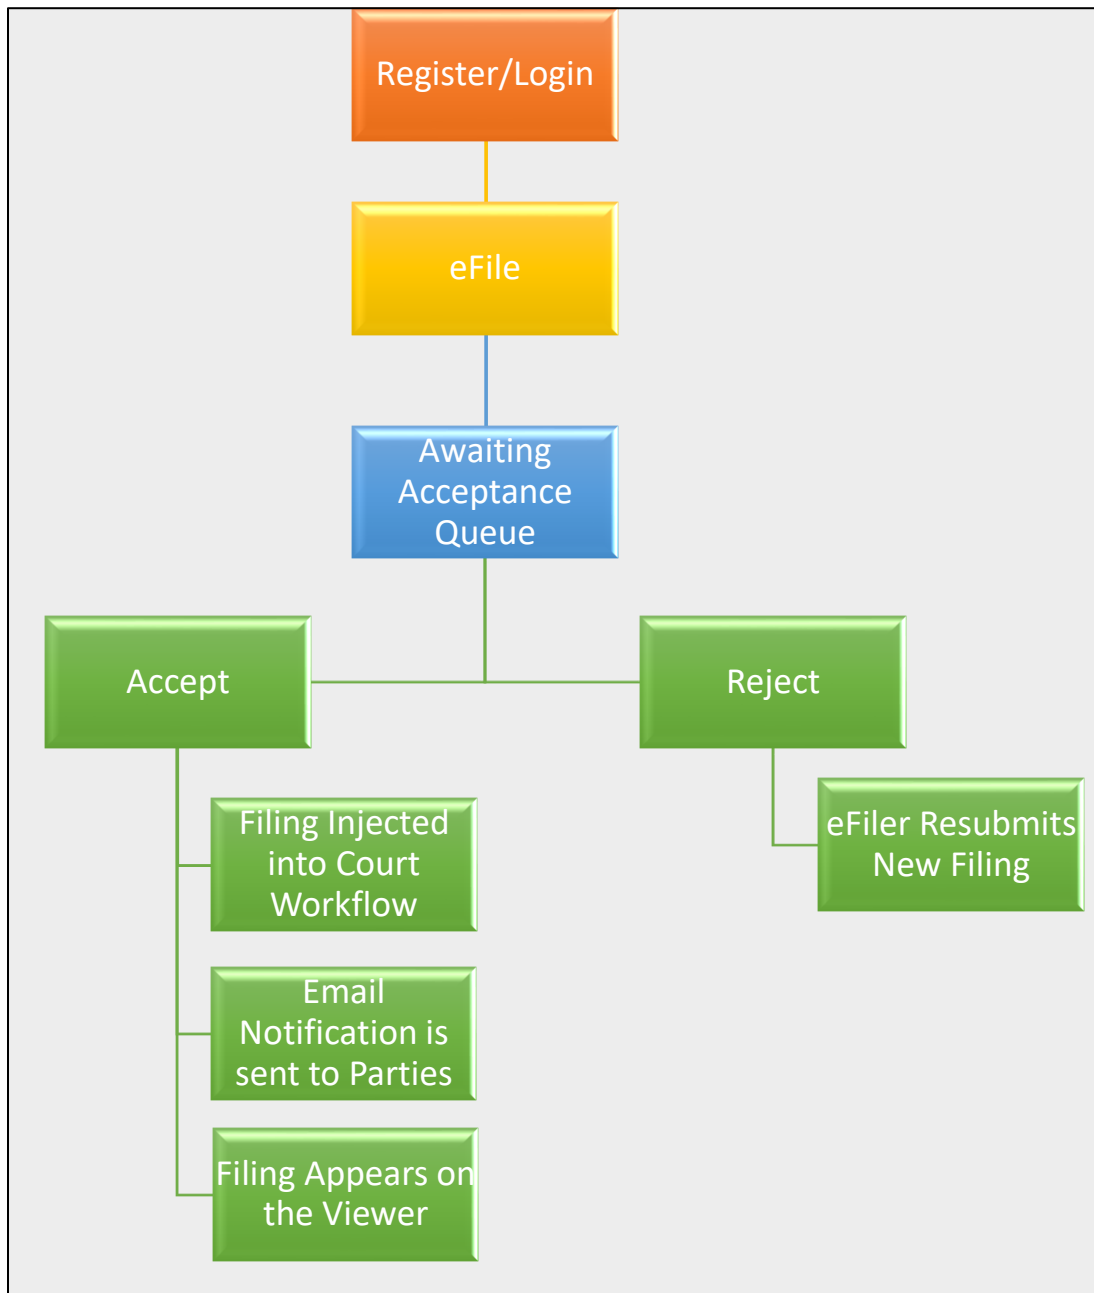 Register/Login
eFile
Awaiting
Acceptance
Queue
Accept
Reject
Filing Injected
into Court
Workflow
eFiler Resubmits
New Filing
Email
Notification is
sent to Parties
Filing Appears on
the Viewer